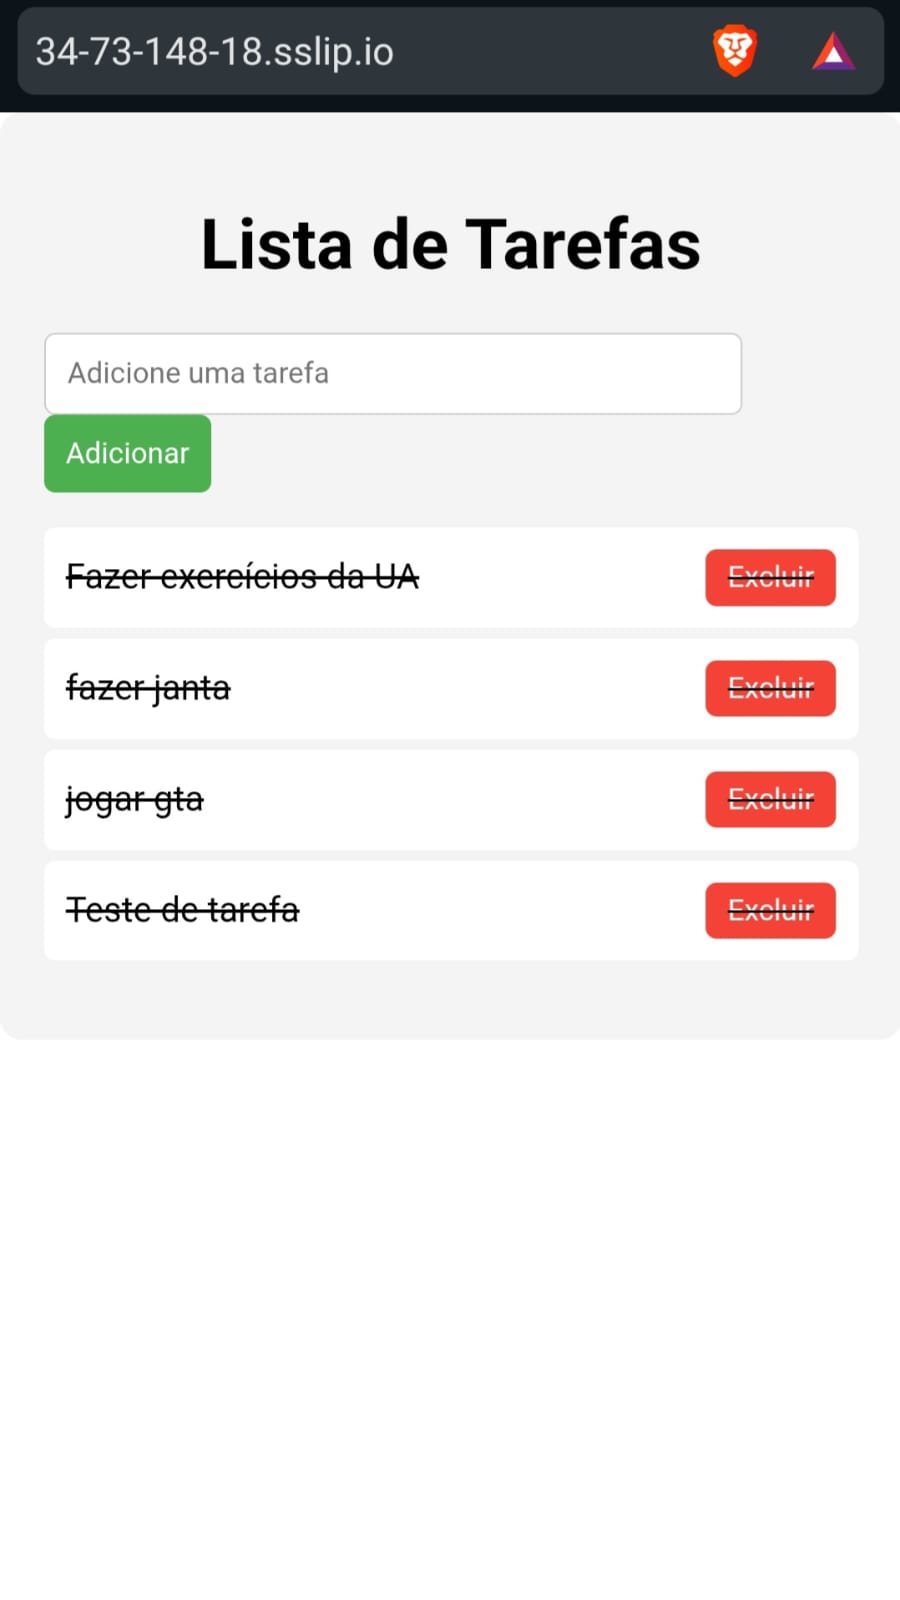 34-73-148-18.sslip.io
Lista de Tarefas
Adicione uma tarefa
Adicionar
Fazer exercícios da UA Excluir
fazer janta Excluir
jogar gta Excluir
Teste de tarefa Excluir